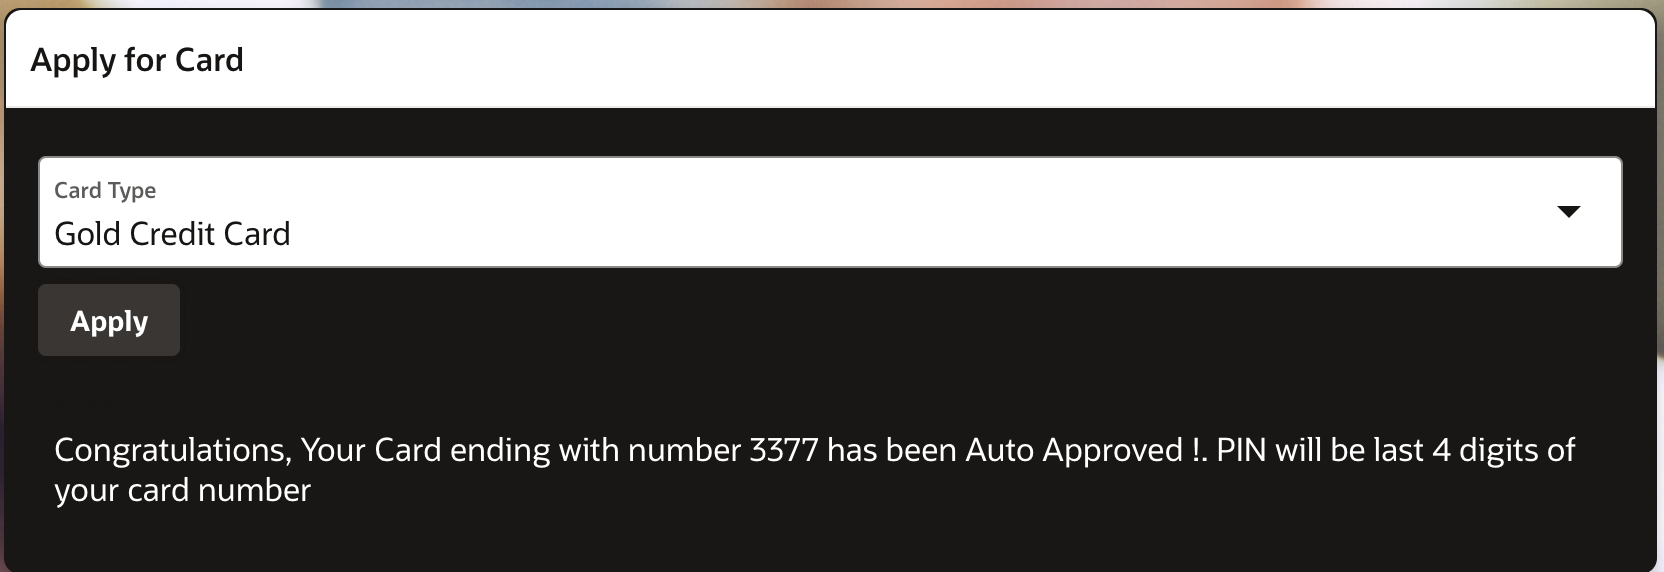 Apply for Card
Card Type
Gold Credit Card
Apply
Congratulations, Your Card ending with number 3377 has been Auto Approved !. PIN will be last 4 digits of
your card number